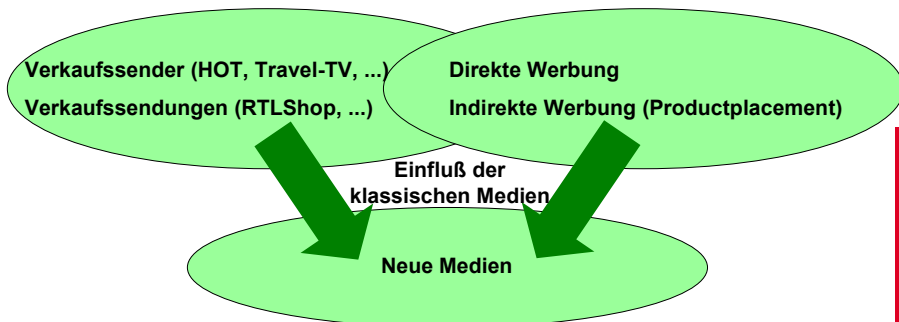 Verkaufssender (HOT, Travel-TV, ...)
Verkaufssendungen (RTLShop, ...)
Direkte Werbung
Indirekte Werbung (Productplacement)
Einfluß der
klassischen Medien
Neue Medien